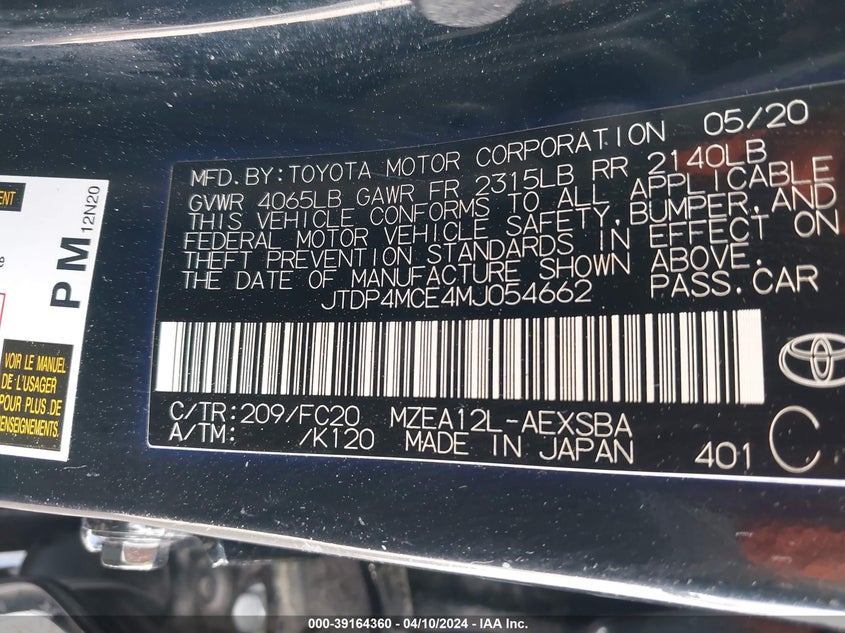 ENT
PM 12N20
e
VOIR LE MANUEL
DE L'USAGER
POUR PLUS DE
RENSEIGNEMENTS
MFD.BY:TOYOTA MOTOR CORPORATION 05/20
GVWR 4065LB GAWR FR 2315LB RR 2140LB
THIS VEHICLE CONFORMS TO ALL APPLICABLE
FEDERAL MOTOR VEHICLE SAFETY,BUMPER,AND
THEFT PREVENTION STANDARDS IN EFFECT ON
THE DATE OF MANUFACTURE SHOWN ABOVE.
JTDP4MCE4MJ054662 PASS.CAR
C/TR:209/FC20 MZEA12L-AEXSBA
A/TM: /K120 MADE IN JAPAN 401 C
000-39164360 - 04/10/2024 - IAA Inc.